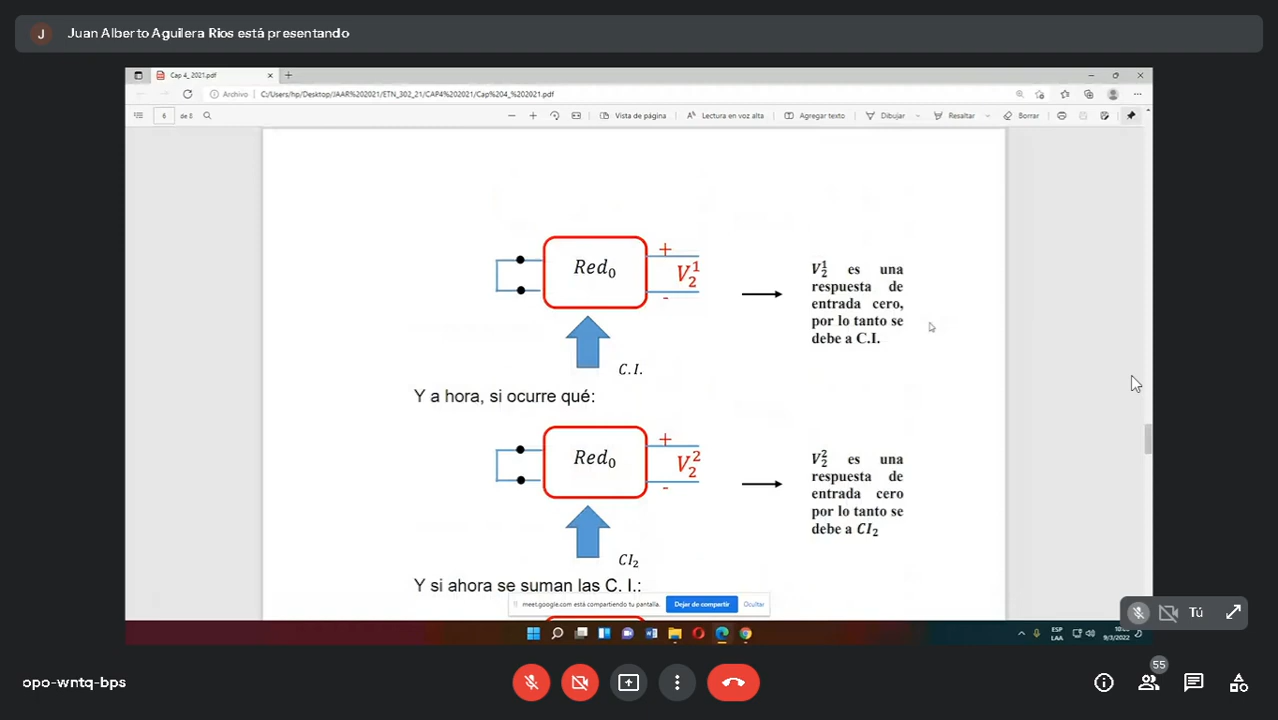 J Juan Alberto Aguilera Rios está presentando
Cap 4_ 2021.pdf
Archivo C:/Users/hp/Desktop/JAAR%202021/ETN_302_21/CAP4%202021/Cap%204_%202021.pdf
6 de 8 Vista de página Lectura en voz alta Agregar texto Dibujar Resaltar Borrar
Red₀
+
V₂¹
-
V₂¹ es una
respuesta de
entrada cero,
por lo tanto se
debe a C.I.
C.I.
Y a hora, si ocurre qué:
Red₀
+
V₂²
-
V₂² es una
respuesta de
entrada cero
por lo tanto se
debe a CI₂
CI₂
Y si ahora se suman las C. I.:
meet.google.com está compartiendo tu pantalla. Dejar de compartir Ocultar
Tú
ESP
LAA
9/3/2022
opo-wntq-bps
55